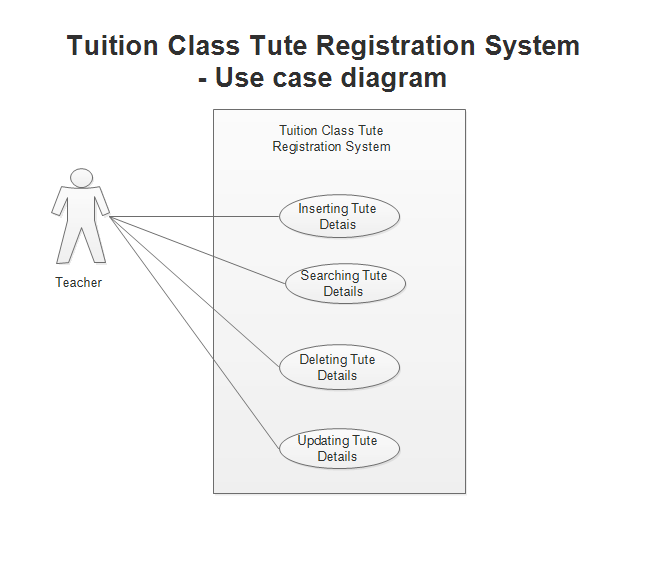 Tuition Class Tute Registration System
- Use case diagram
Tuition Class Tute
Registration System
Inserting Tute
Detais
Searching Tute
Details
Teacher
Deleting Tute
Details
Updating Tute
Details